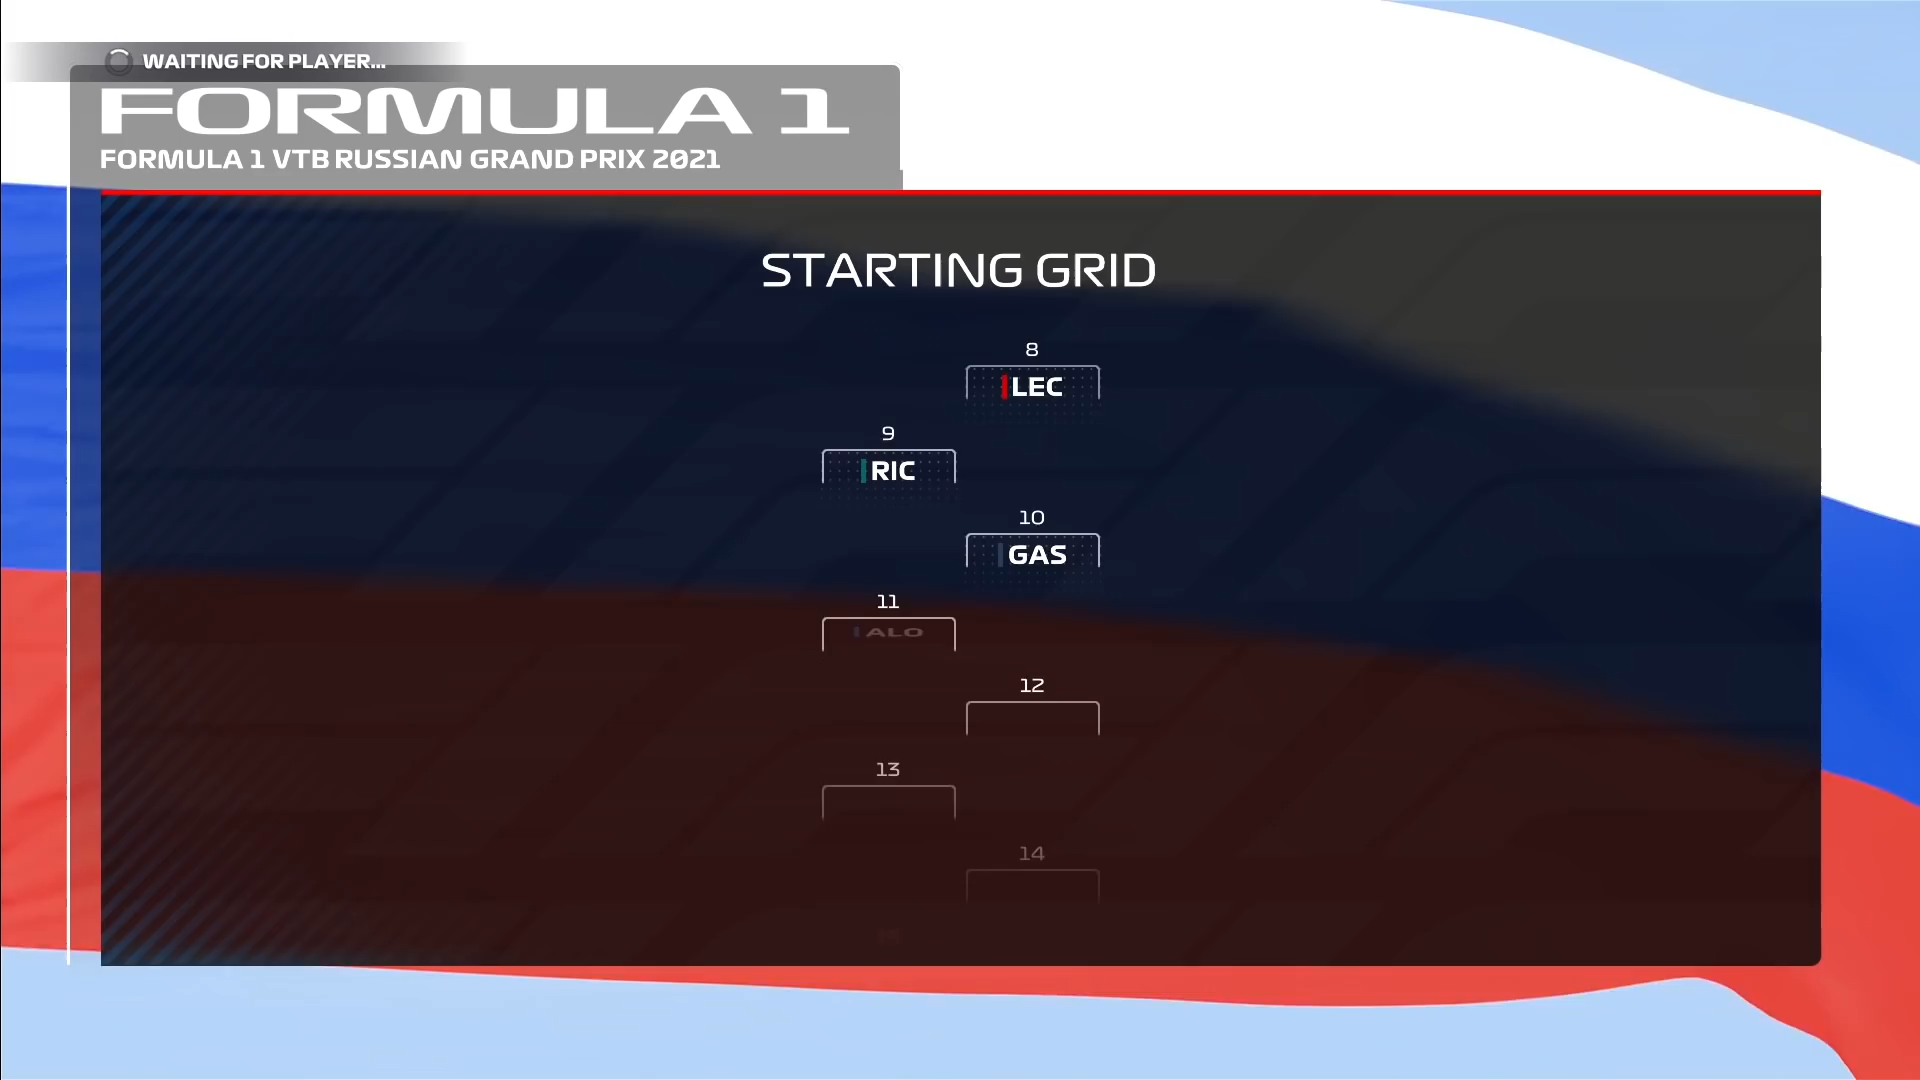 WAITING FOR PLAYER...
FORMULA 1
FORMULA 1 VTB RUSSIAN GRAND PRIX 2021
STARTING GRID
8
LEC
9
RIC
10
GAS
11
ALO
12
13
14